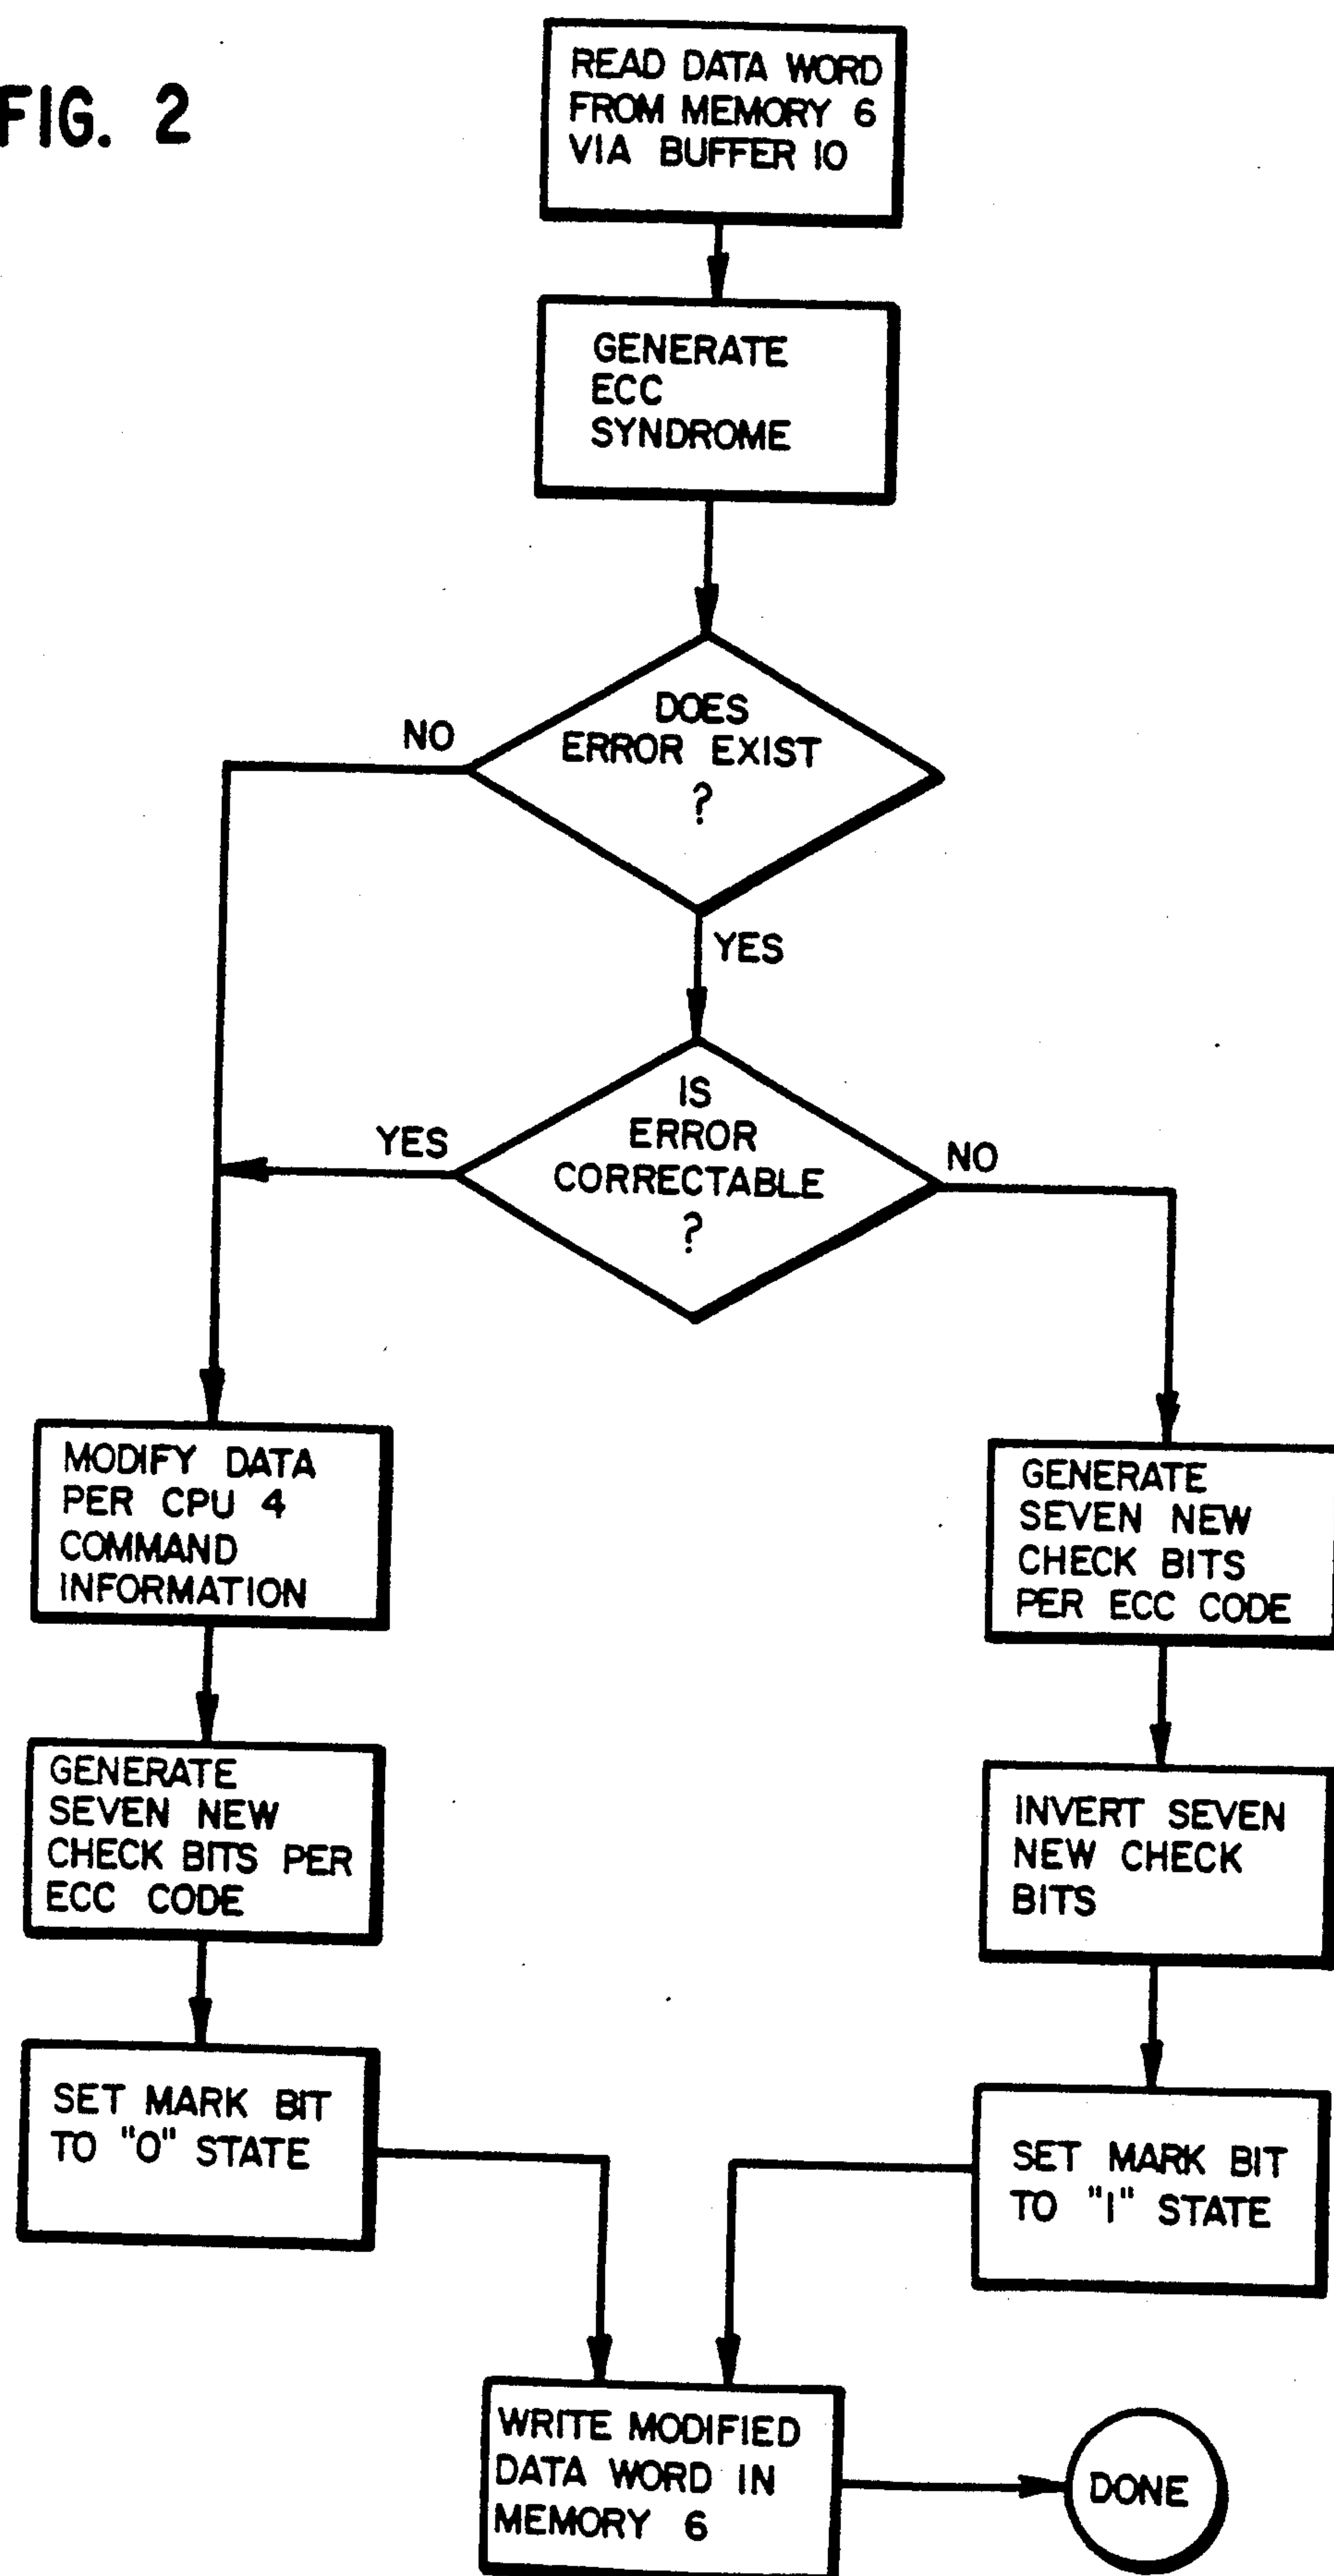 FIG. 2
READ DATA WORD
FROM MEMORY 6
VIA BUFFER 10
GENERATE
ECC
SYNDROME
DOES
ERROR EXIST
?
NO
YES
IS
ERROR
CORRECTABLE
?
YES
NO
MODIFY DATA
PER CPU 4
COMMAND
INFORMATION
GENERATE
SEVEN NEW
CHECK BITS PER
ECC CODE
SET MARK BIT
TO "0" STATE
GENERATE
SEVEN NEW
CHECK BITS
PER ECC CODE
INVERT SEVEN
NEW CHECK
BITS
SET MARK BIT
TO "1" STATE
WRITE MODIFIED
DATA WORD IN
MEMORY 6
DONE